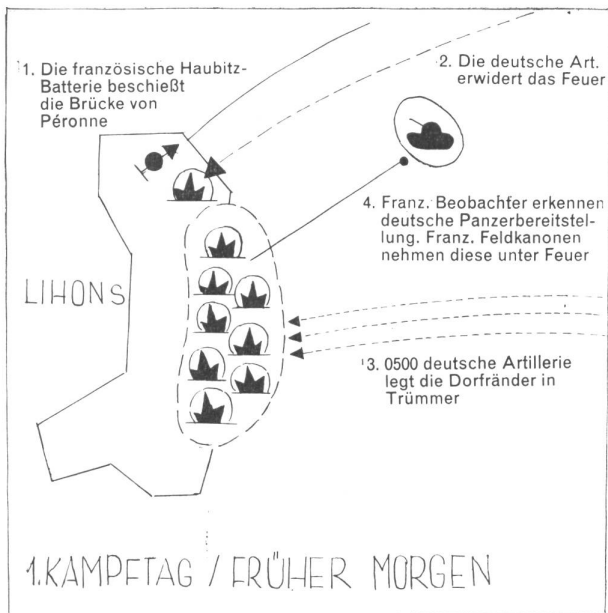 1. Die französische Haubitz-
Batterie beschießt
die Brücke von
Péronne
2. Die deutsche Art.
erwidert das Feuer
4. Franz. Beobachter erkennen
deutsche Panzerbereitstel-
lung. Franz. Feldkanonen
nehmen diese unter Feuer
LIHONS
3. 0500 deutsche Artillerie
legt die Dorfränder in
Trümmer
1. KAMPFTAG / FRÜHER MORGEN